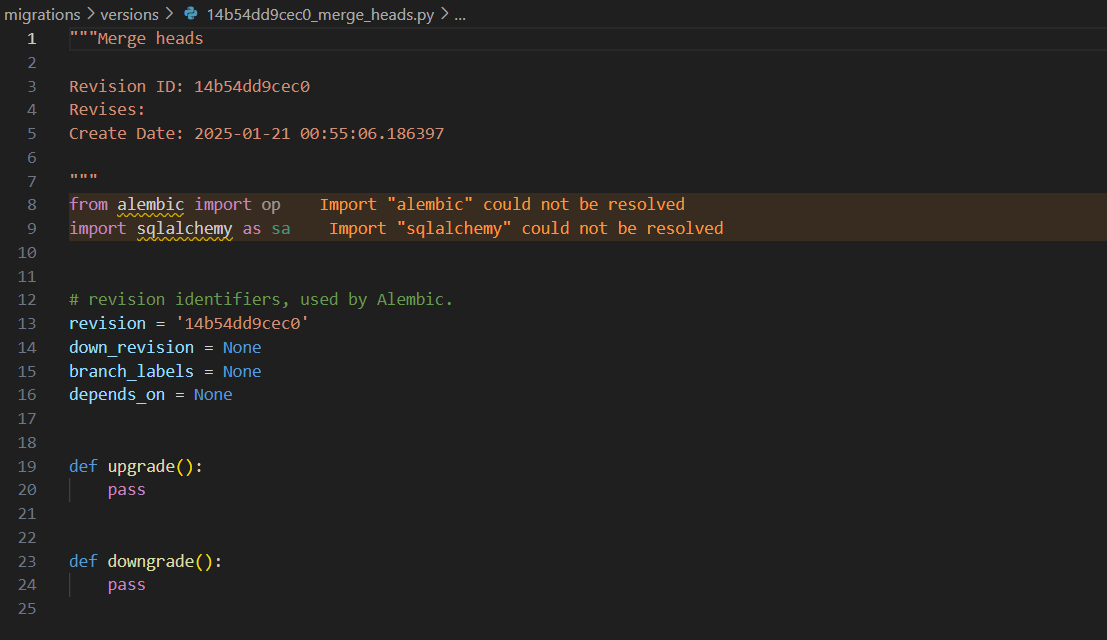 migrations > versions > 14b54dd9cec0_merge_heads.py > ...
1 """Merge heads
2
3 Revision ID: 14b54dd9cec0
4 Revises:
5 Create Date: 2025-01-21 00:55:06.186397
6
7 """
8 from alembic import op Import "alembic" could not be resolved
9 import sqlalchemy as sa Import "sqlalchemy" could not be resolved
10
11
12 # revision identifiers, used by Alembic.
13 revision = '14b54dd9cec0'
14 down_revision = None
15 branch_labels = None
16 depends_on = None
17
18
19 def upgrade():
20     pass
21
22
23 def downgrade():
24     pass
25